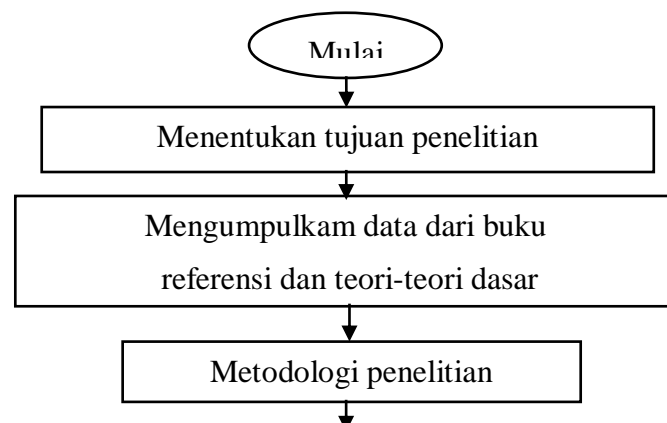 Mulai
Menentukan tujuan penelitian
Mengumpulkam data dari buku
referensi dan teori-teori dasar
Metodologi penelitian